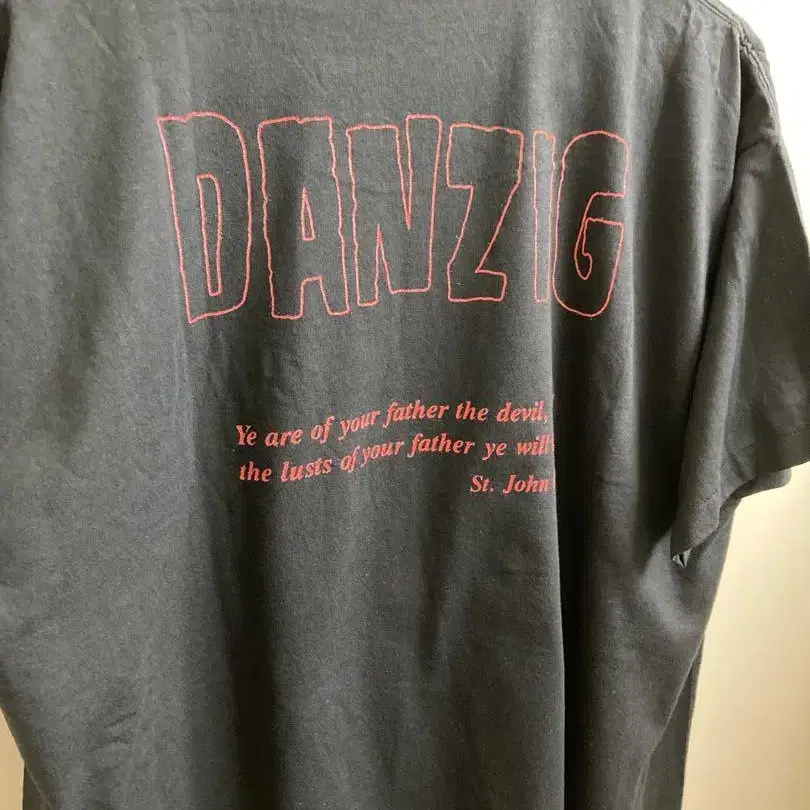 DANZIG
Ye are of your father the devil,
the lusts of your father ye will
St. John